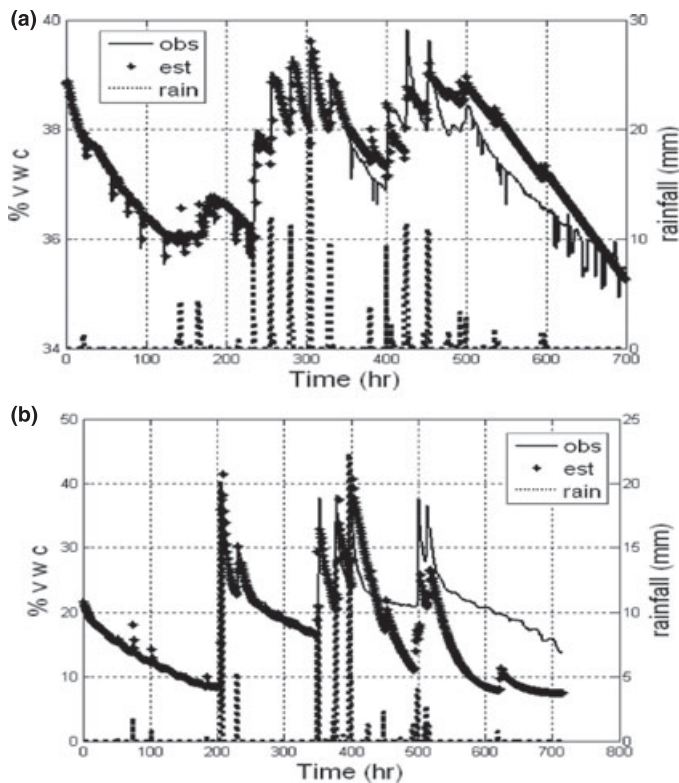 (a)
40
38
36
34
% V W C
obs
est
rain
30
20
10
0
rainfall (mm)
0 100 200 300 400 500 600 700
Time (hr)
(b)
50
40
30
20
10
0
% V W C
obs
est
rain
25
20
15
10
5
0
rainfall (mm)
0 100 200 300 400 500 600 700 800
Time (hr)